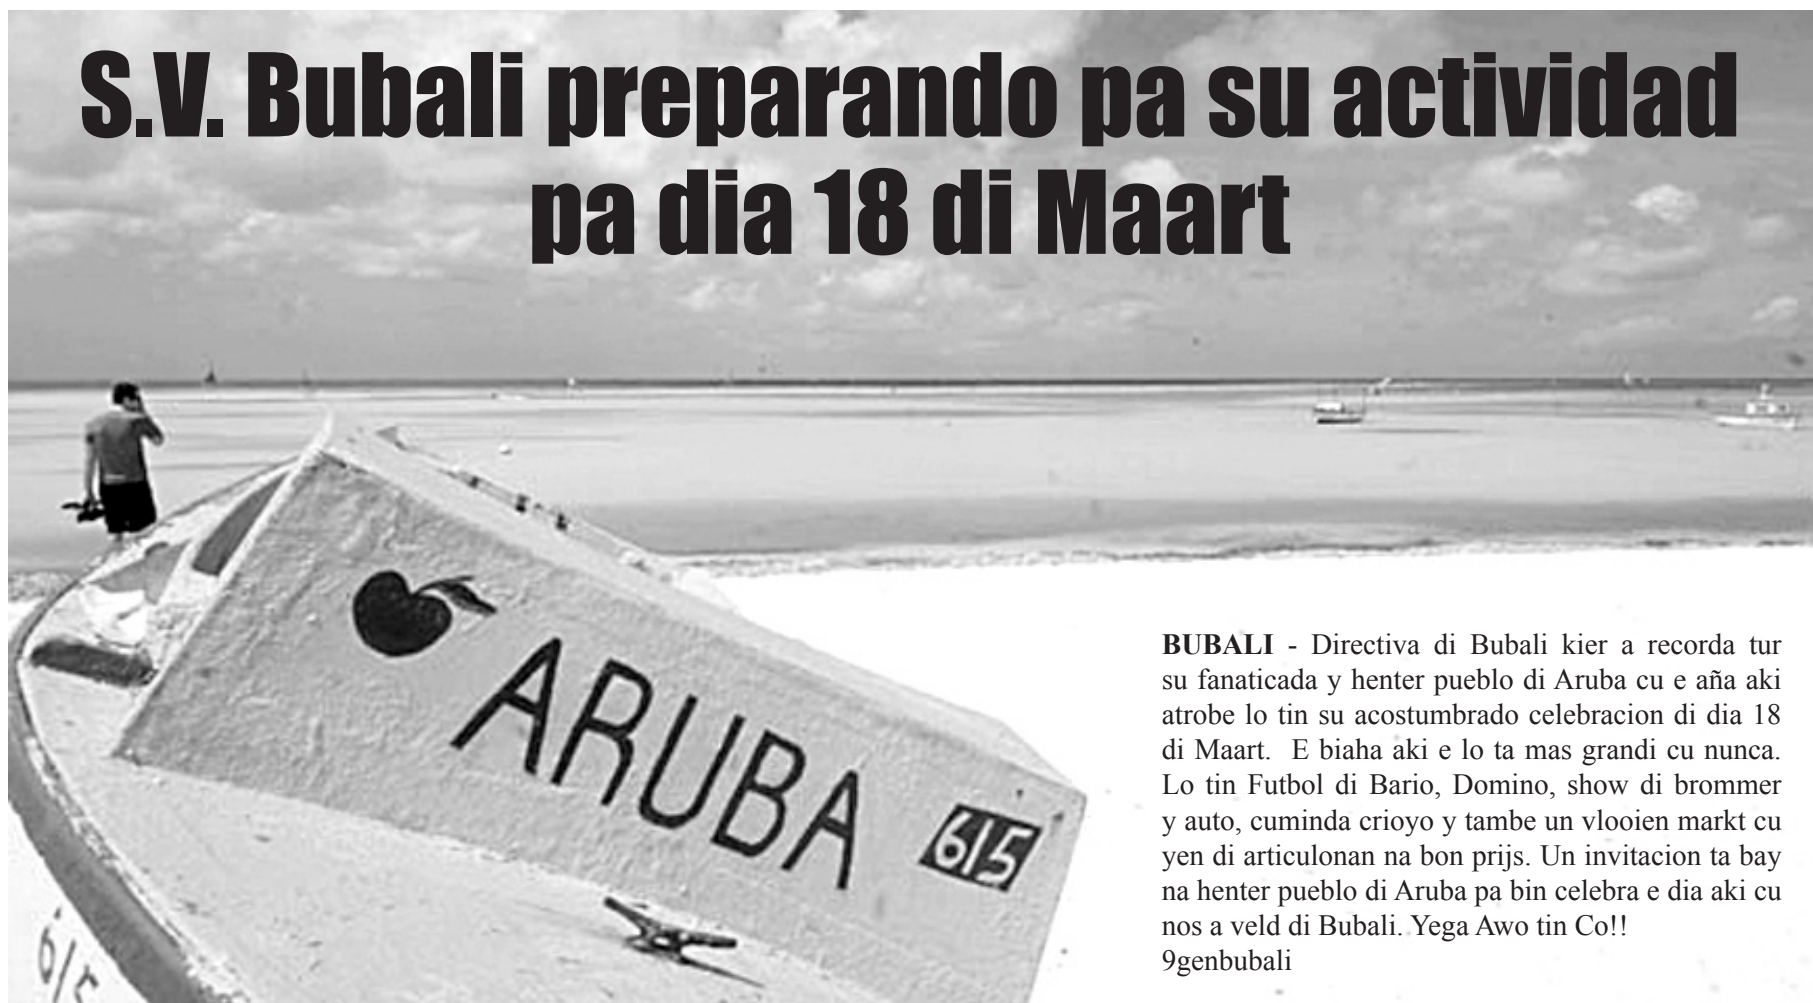 S.V. Bubali preparando pa su actividad
pa dia 18 di Maart
ARUBA
615
6/5
BUBALI - Directiva di Bubali kier a recorda tur
su fanaticada y henter pueblo di Aruba cu e aña aki
atrobe lo tin su acostumbrado celebracion di dia 18
di Maart. E biaha aki e lo ta mas grandi cu nunca.
Lo tin Futbol di Bario, Domino, show di brommer
y auto, cuminda crioyo y tambe un vlooien markt cu
yen di articulonan na bon prijs. Un invitacion ta bay
na henter pueblo di Aruba pa bin celebra e dia aki cu
nos a veld di Bubali. Yega Awo tin Co!!
9genbubali